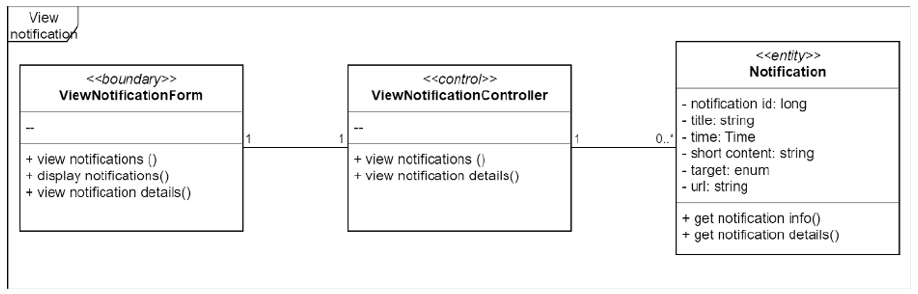 View
notification
<<boundary>>
ViewNotificationForm
--
+ view notifications ()
+ display notifications()
+ view notification details()
1
1
<<control>>
ViewNotificationController
--
+ view notifications ()
+ view notification details()
1
0..*
<<entity>>
Notification
- notification id: long
- title: string
- time: Time
- short content: string
- target: enum
- url: string
+ get notification info()
+ get notification details()